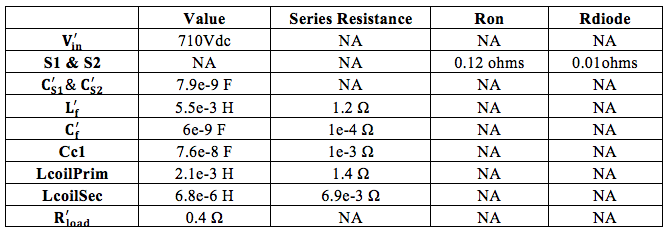 Value Series Resistance Ron Rdiode
V′in 710Vdc NA NA NA
S1 & S2 NA NA 0.12 ohms 0.01ohms
C′S1& C′S2 7.9e-9 F NA NA NA
L′f 5.5e-3 H 1.2 Ω NA NA
C′f 6e-9 F 1e-4 Ω NA NA
Cc1 7.6e-8 F 1e-3 Ω NA NA
LcoilPrim 2.1e-3 H 1.4 Ω NA NA
LcoilSec 6.8e-6 H 6.9e-3 Ω NA NA
R′load 0.4 Ω NA NA NA